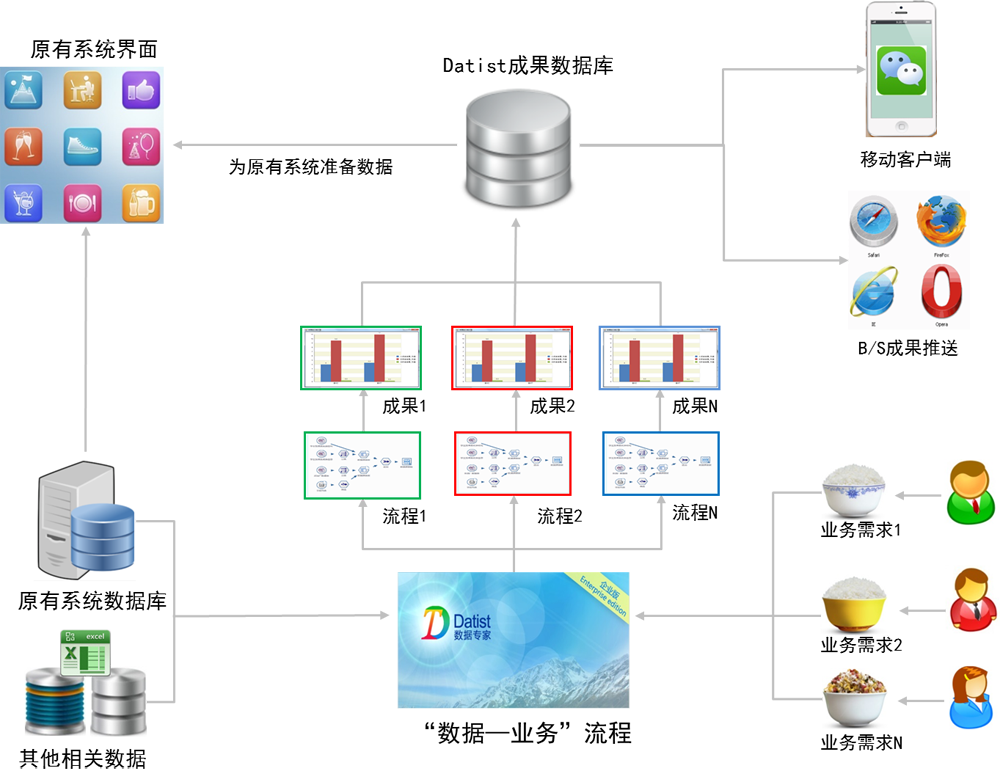 原有系统界面
Datist成果数据库
为原有系统准备数据
移动客户端
Safari
FireFox
IE
Opera
B/S成果推送
成果1
成果2
成果N
流程1
流程2
流程N
原有系统数据库
excel
其他相关数据
Datist
数据专家
企业版
Enterprise edition
“数据—业务”流程
业务需求1
业务需求2
业务需求N